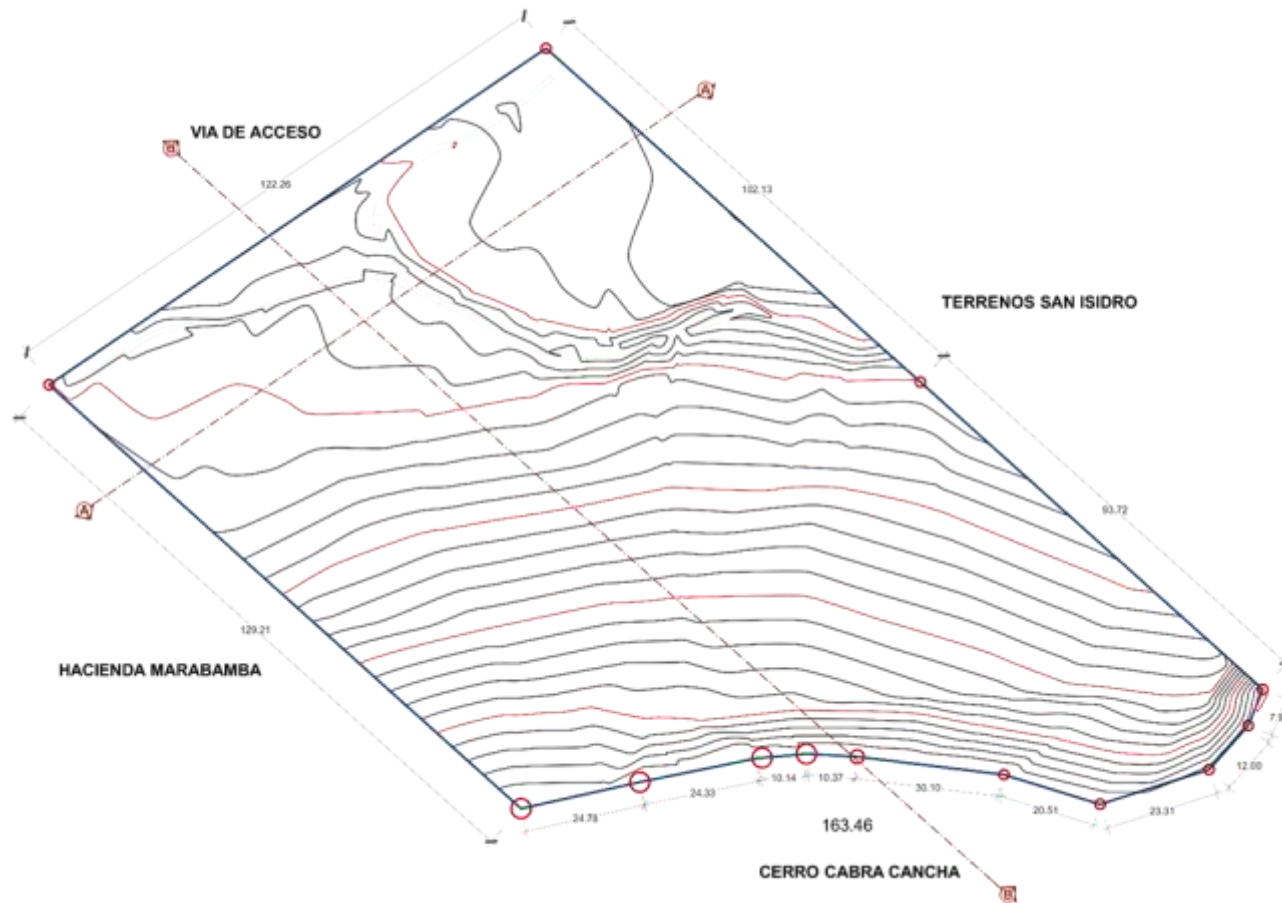 A
VIA DE ACCESO
B
122.26
102.13
TERRENOS SAN ISIDRO
A
93.72
129.21
HACIENDA MARABAMBA
12.00
10.14
10.37
30.10
24.33
20.51
23.31
24.78
163.46
CERRO CABRA CANCHA
B